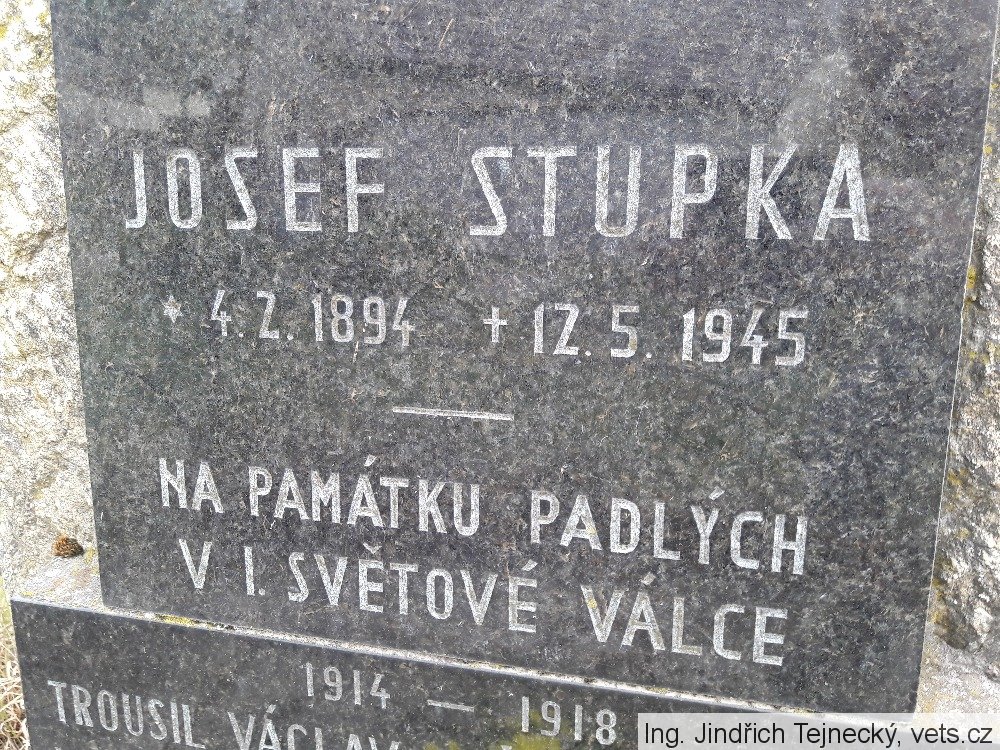 JOSEF STUPKA
* 4. 2. 1894 + 12. 5. 1945
NA PAMÁTKU PADLÝCH
V I. SVĚTOVÉ VÁLCE
1914 — 1918
TROUSIL VÁCLAV
Ing. Jindřich Tejnecký, vets.cz